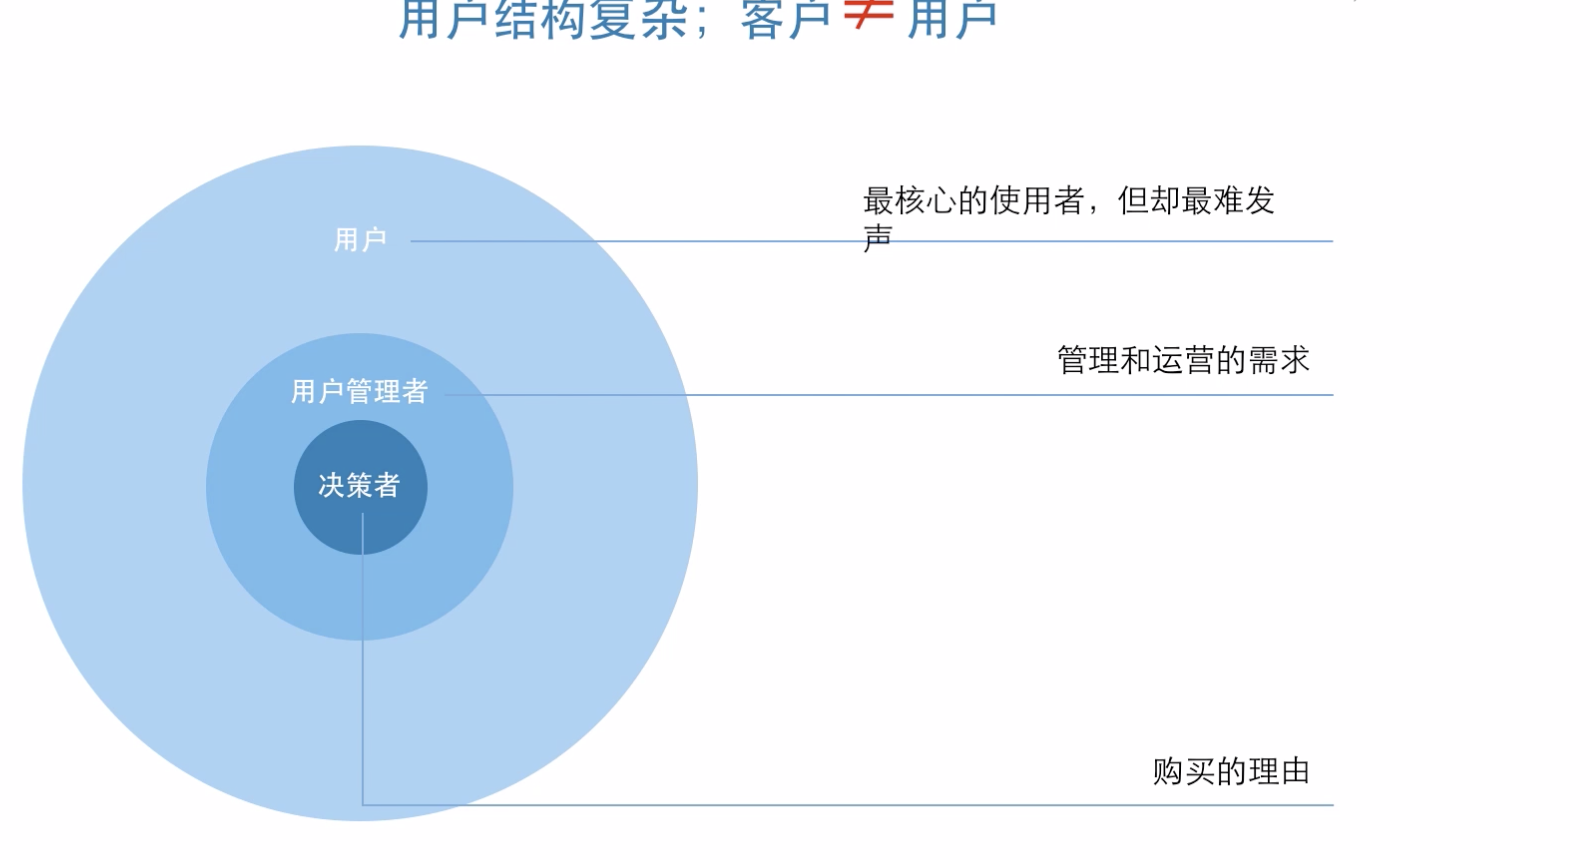 用户结构复杂；客户≠用户
最核心的使用者，但却最难发
声
用户
管理和运营的需求
用户管理者
决策者
购买的理由